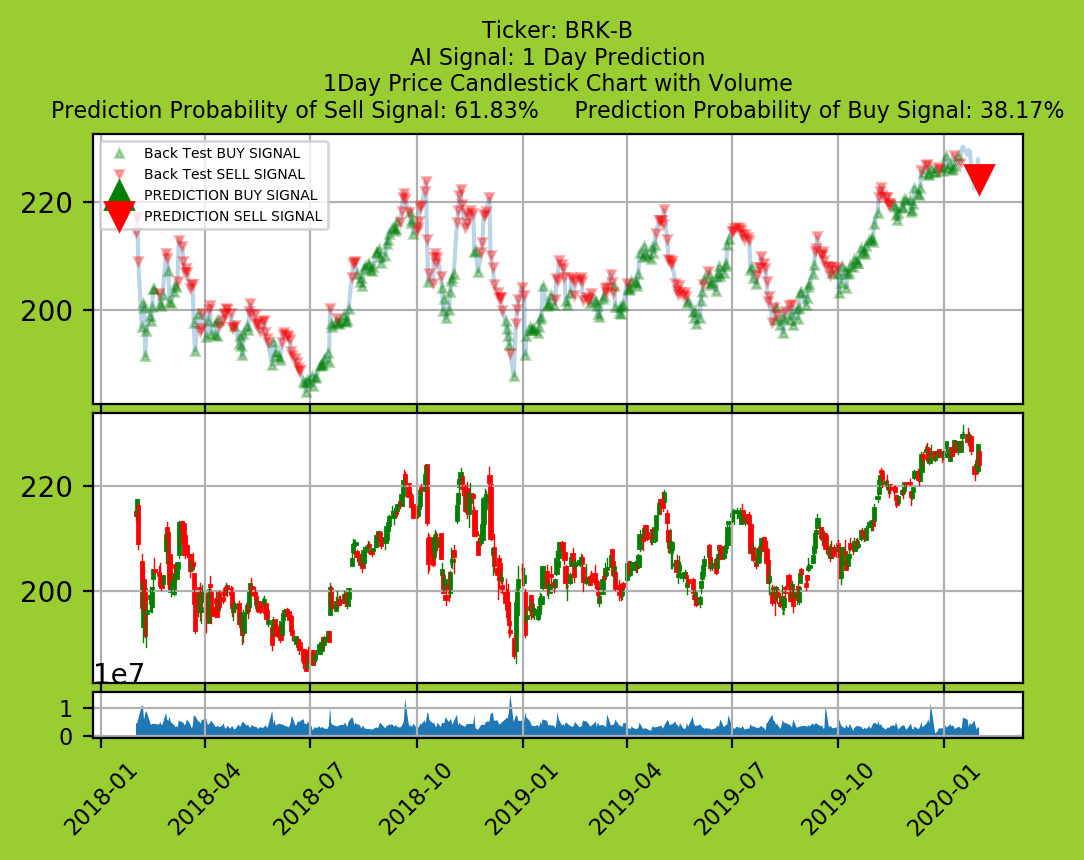 Ticker: BRK-B
AI Signal: 1 Day Prediction
1Day Price Candlestick Chart with Volume
Prediction Probability of Sell Signal: 61.83% Prediction Probability of Buy Signal: 38.17%
Back Test BUY SIGNAL
Back Test SELL SIGNAL
PREDICTION BUY SIGNAL
PREDICTION SELL SIGNAL
220
200
220
200
1e7
1
0
2018-01 2018-04 2018-07 2018-10 2019-01 2019-04 2019-07 2019-10 2020-01